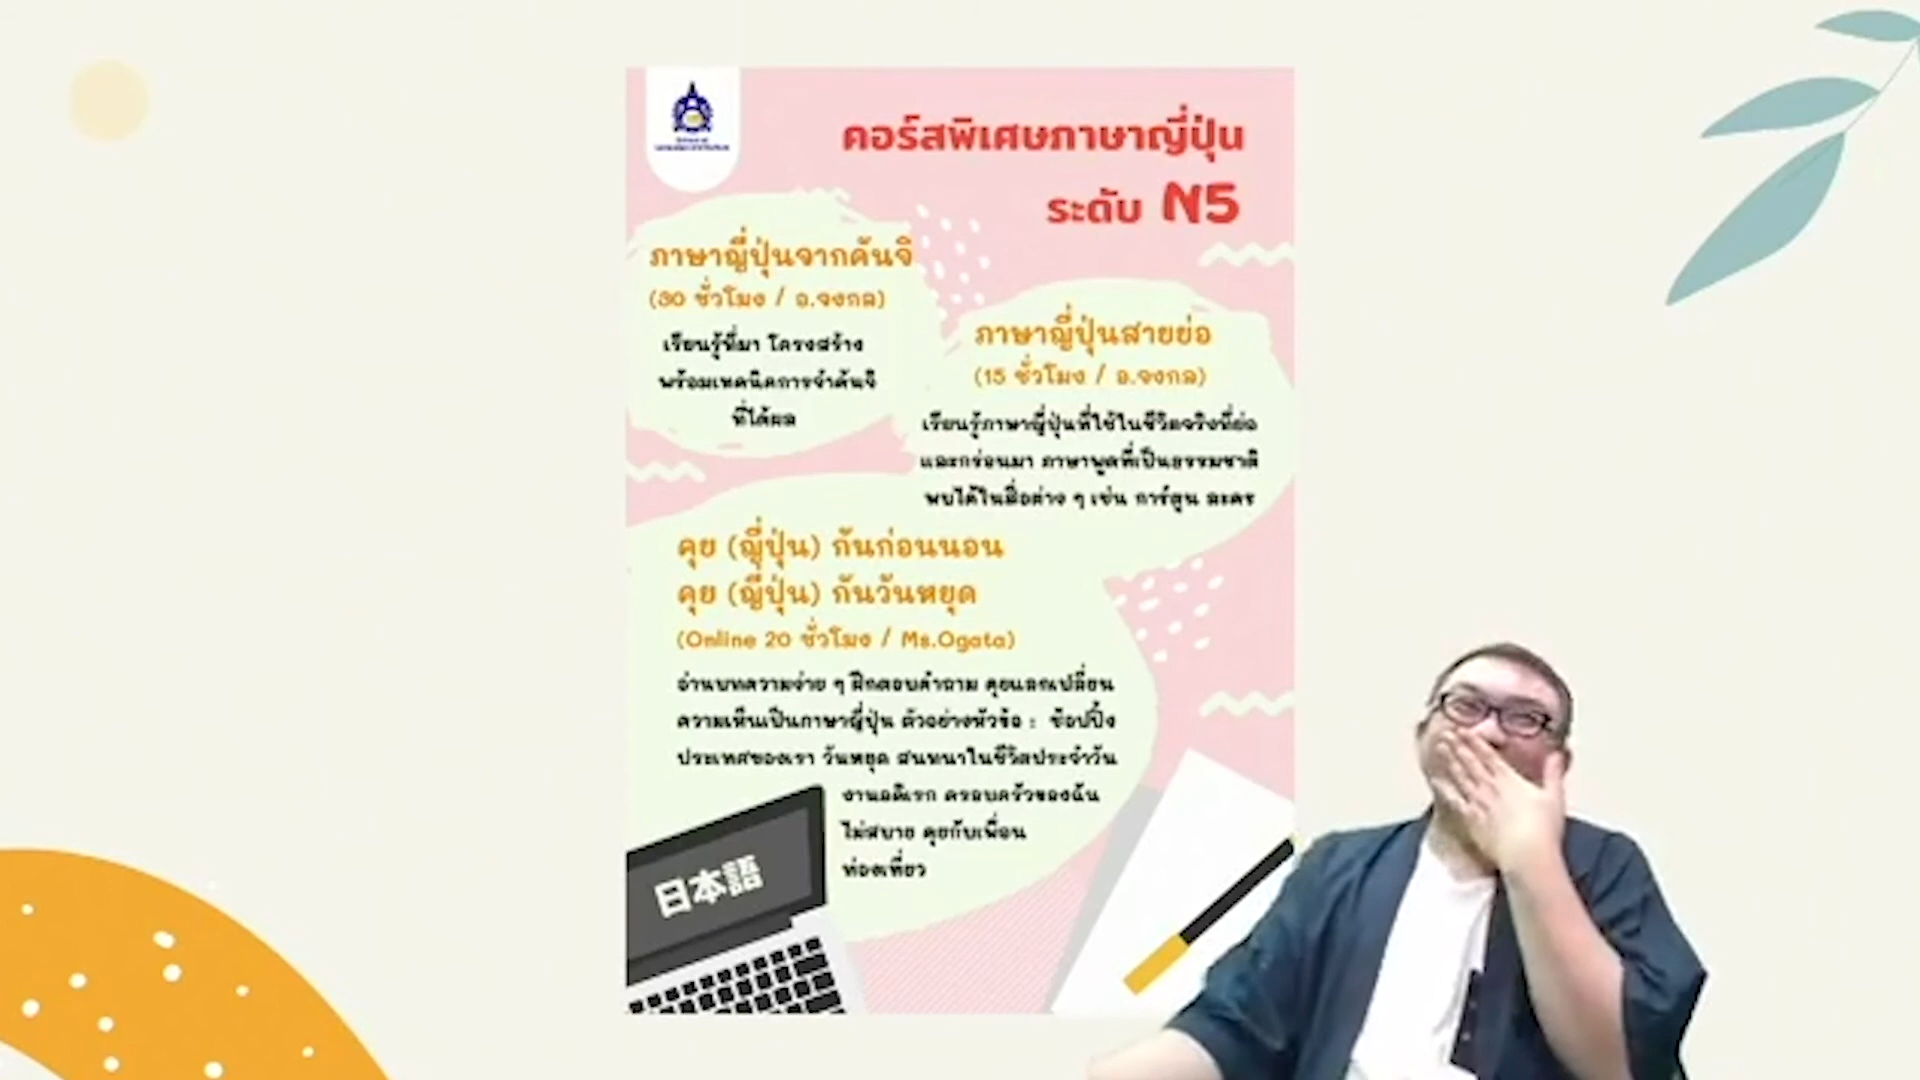 คอร์สพิเศษภาษาญี่ปุ่น
ระดับ N5
ภาษาญี่ปุ่นจากคันจิ
(30 ชั่วโมง / อ.จงกล)
เรียนรู้ที่มา โครงสร้าง
พร้อมเทคนิคการจำคันจิ
ที่ได้ผล
ภาษาญี่ปุ่นสายย่อ
(15 ชั่วโมง / อ.จงกล)
เรียนรู้ภาษาญี่ปุ่นที่ใช้ในชีวิตจริงที่ย่อ
และกร่อนมา ภาษาพูดที่เป็นธรรมชาติ
พบได้ในสื่อต่าง ๆ เช่น การ์ตูน ละคร
คุย (ญี่ปุ่น) กันก่อนนอน
คุย (ญี่ปุ่น) กันวันหยุด
(Online 20 ชั่วโมง / Ms.Ogata)
อ่านบทความง่าย ๆ ฝึกตอบคำถาม คุยแลกเปลี่ยน
ความเห็นเป็นภาษาญี่ปุ่น ตัวอย่างหัวข้อ : ช้อปปิ้ง
ประเทศของเรา วันหยุด สนทนาในชีวิตประจำวัน
งานอดิเรก ครอบครัวของฉัน
ไม่สบาย คุยกับเพื่อน
ท่องเที่ยว
日本語